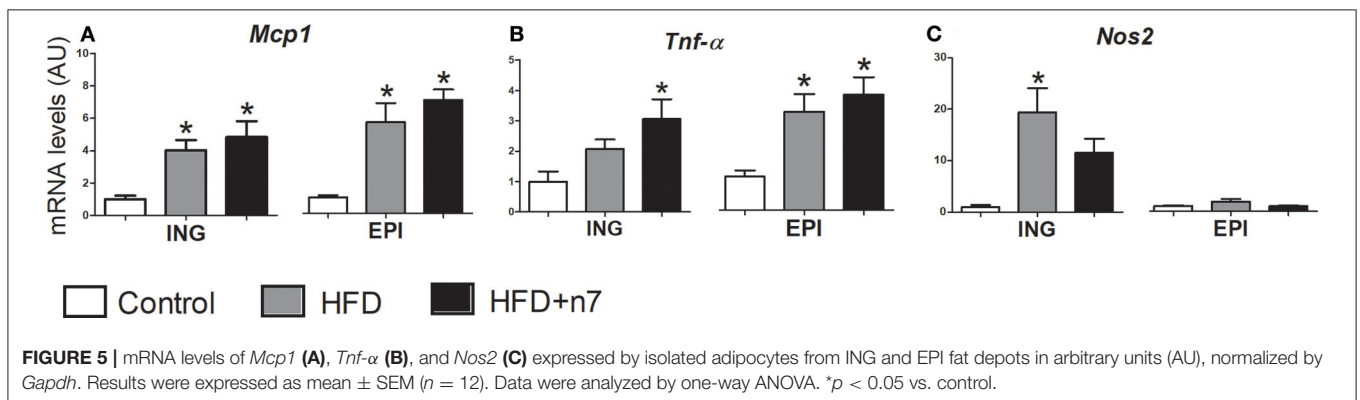 A
Mcp1
mRNA levels (AU)
10
8
6
4
2
0
*
*
*
*
ING
EPI
B
Tnf-α
5
4
3
2
1
0
*
*
*
ING
EPI
C
Nos2
30
20
10
0
*
ING
EPI
Control
HFD
HFD+n7
FIGURE 5 | mRNA levels of Mcp1 (A), Tnf-α (B), and Nos2 (C) expressed by isolated adipocytes from ING and EPI fat depots in arbitrary units (AU), normalized by
Gapdh. Results were expressed as mean ± SEM (n = 12). Data were analyzed by one-way ANOVA. *p < 0.05 vs. control.